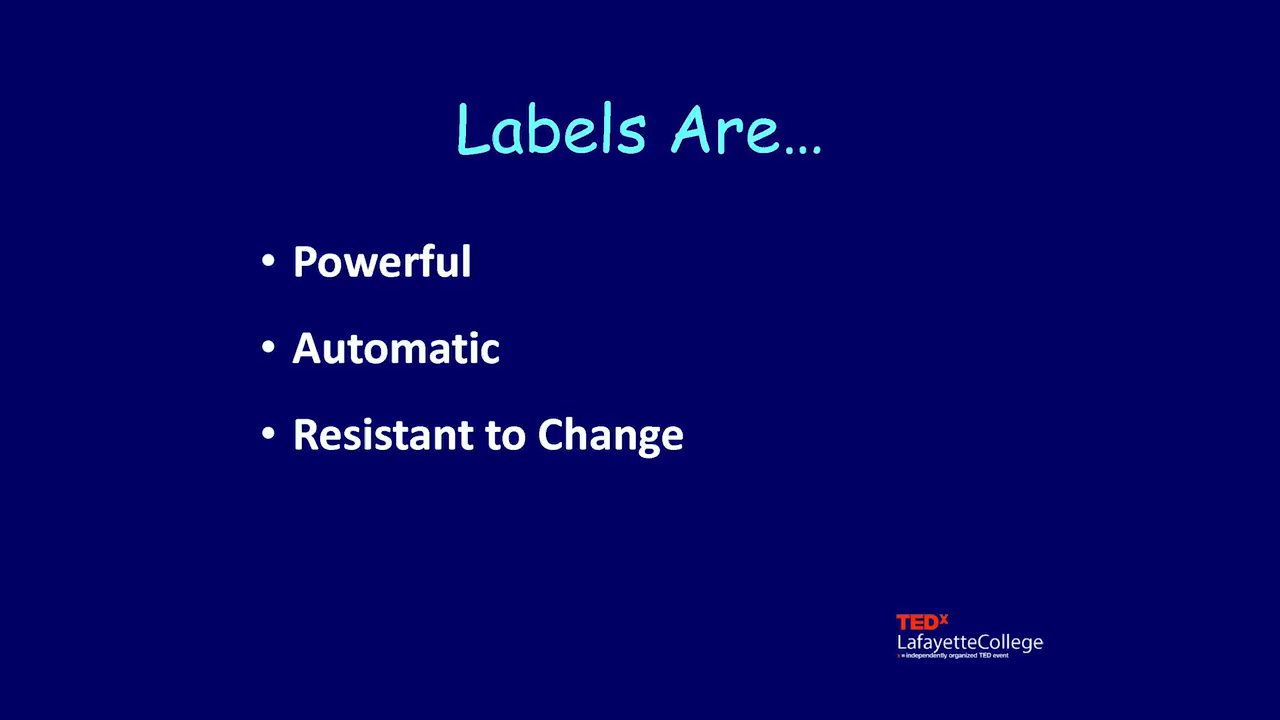 Labels Are...
• Powerful
• Automatic
• Resistant to Change
TEDx
LafayetteCollege
x = independently organized TED event